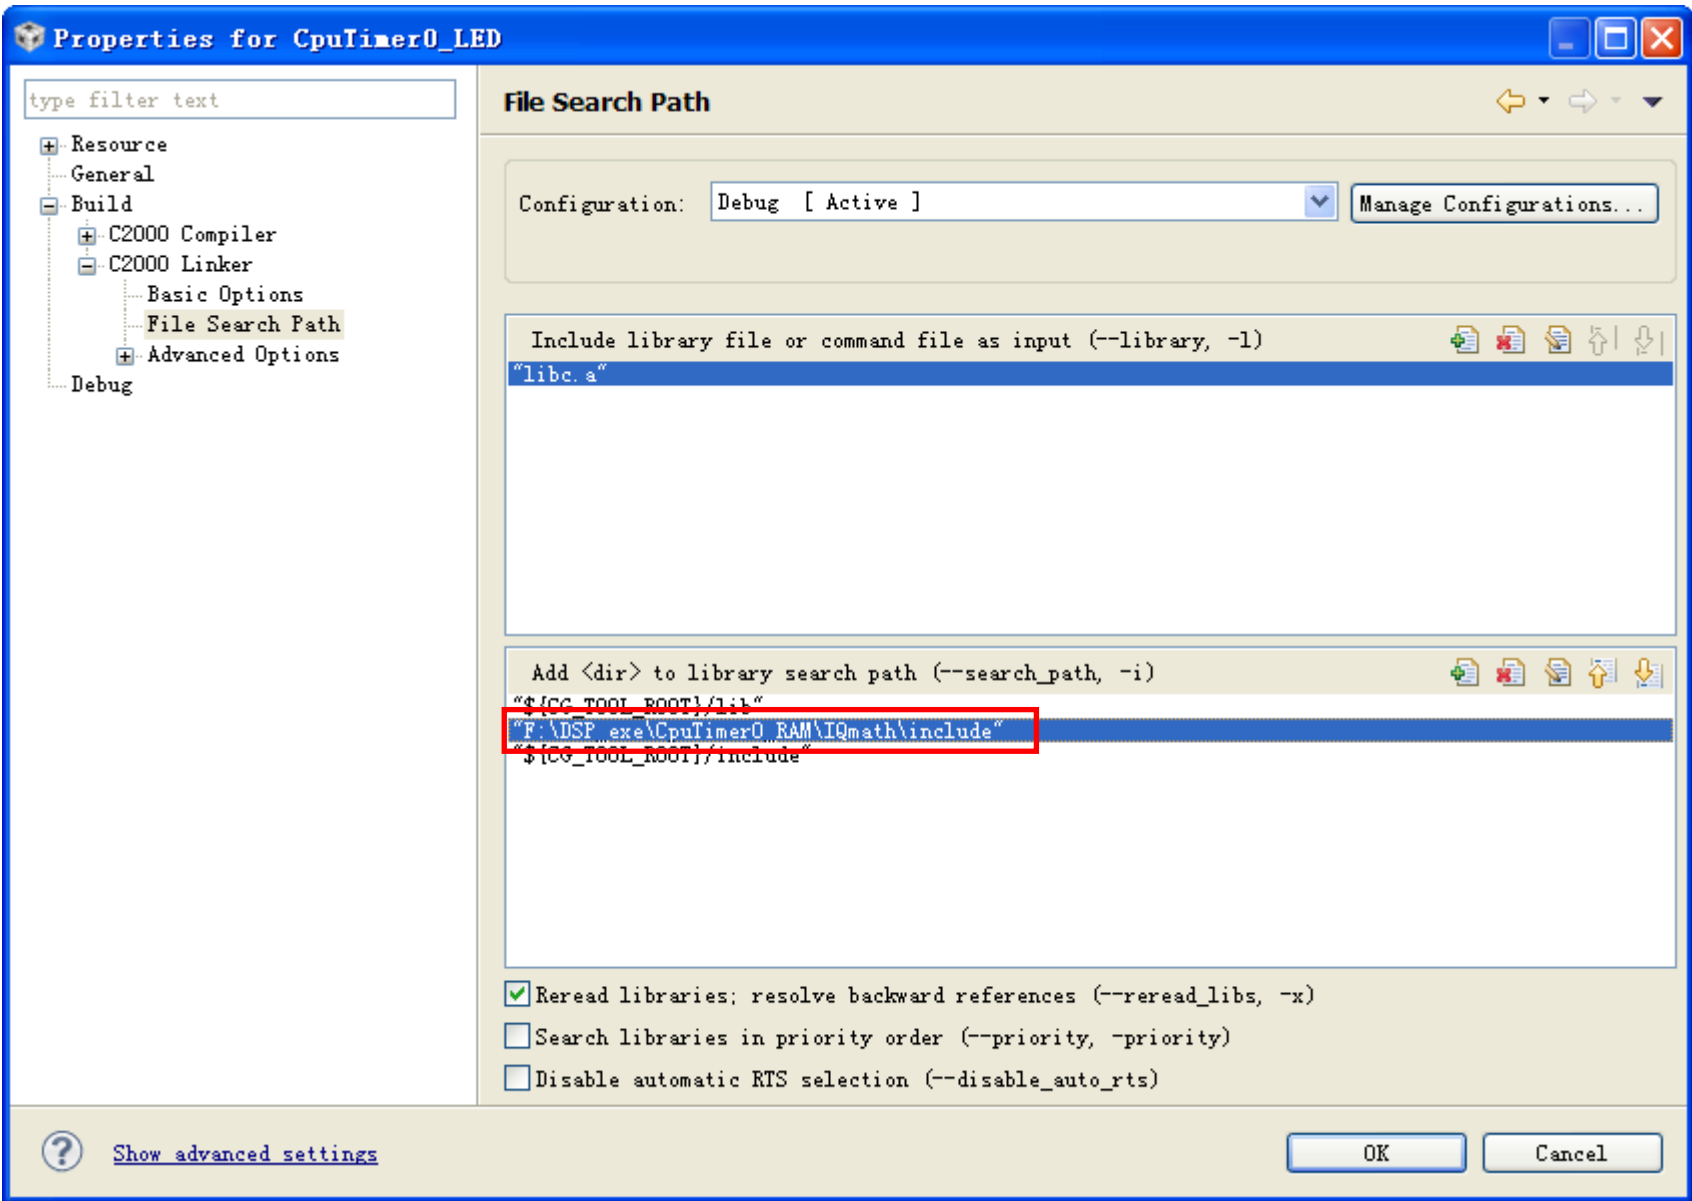 Properties for CpuTimer0_LED
type filter text
Resource
General
Build
C2000 Compiler
C2000 Linker
Basic Options
File Search Path
Advanced Options
Debug
File Search Path
Configuration: Debug [ Active ] Manage Configurations...
Include library file or command file as input (--library, -l)
"libc.a"
Add <dir> to library search path (--search_path, -i)
"${CG_TOOL_ROOT}/lib"
"F:\DSP_exe\CpuTimer0_RAM\IQmath\include"
"${CG_TOOL_ROOT}/include"
Reread libraries; resolve backward references (--reread_libs, -x)
Search libraries in priority order (--priority, -priority)
Disable automatic RTS selection (--disable_auto_rts)
? Show advanced settings OK Cancel